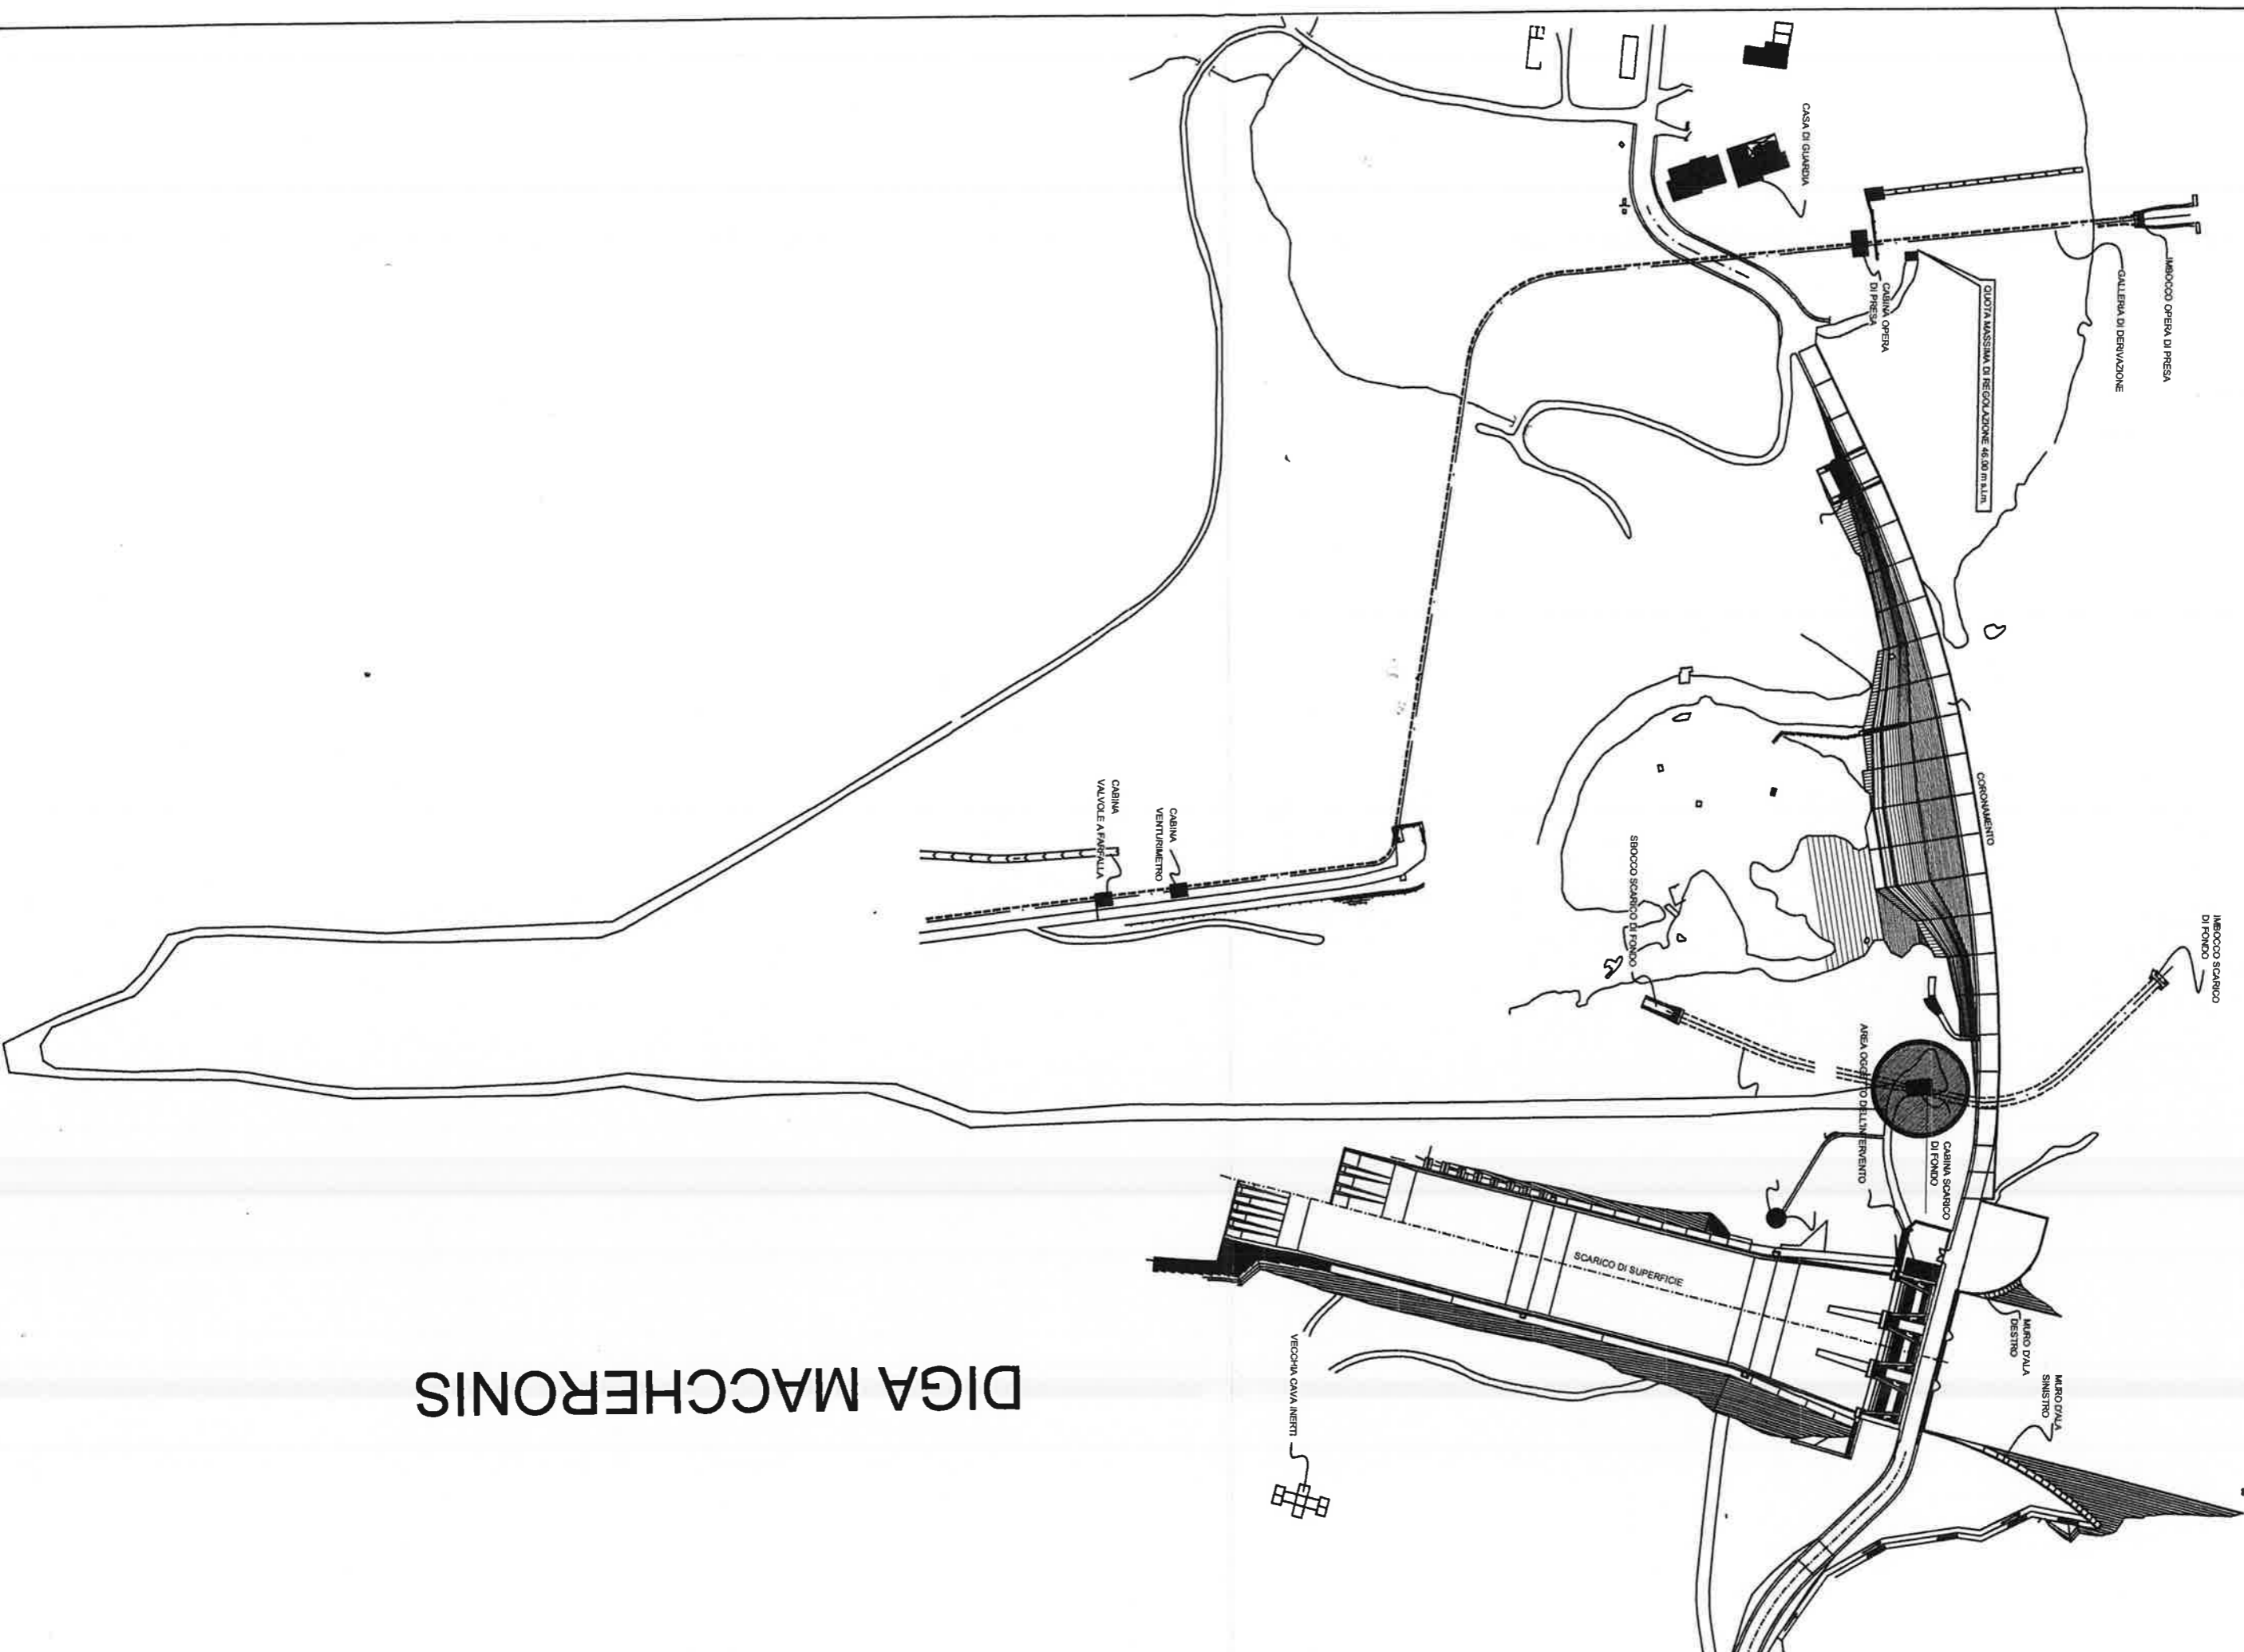 CASA DI GUARDIA
IMBOCCO OPERA DI PRESA
GALLERIA DI DERIVAZIONE
QUOTA MASSIMA DI REGOLAZIONE 46.00 m s.l.m.
CABINA OPERA
DI PRESA
CORONAMENTO
CABINA
VENTURIMETRO
CABINA
VALVOLE A FARFALLA
SBOCCO SCARICO DI FONDO
IMBOCCO SCARICO
DI FONDO
AREA OGGETTO DELL'INTERVENTO
CABINA SCARICO
DI FONDO
SCARICO DI SUPERFICIE
MURO D'ALA
DESTRO
MURO D'ALA
SINISTRO
VECCHIA CAVA INERTI
DIGA MACCHERONIS